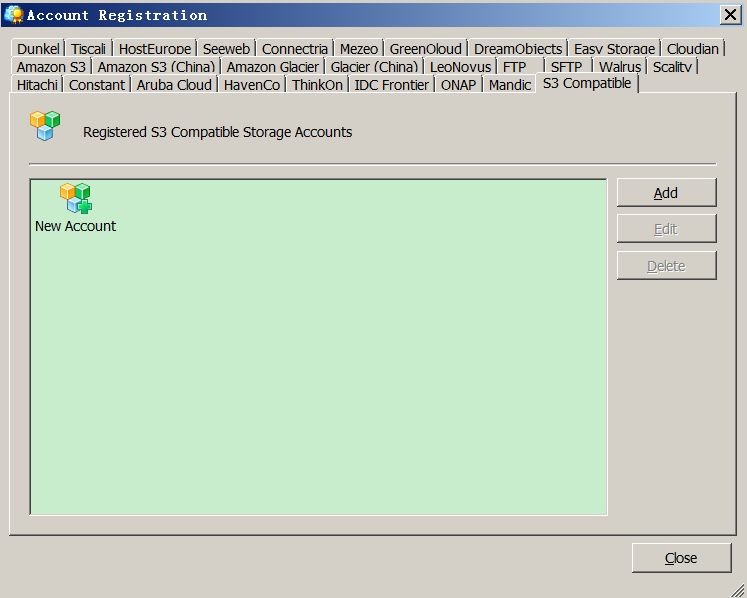 Account Registration
Dunkel Tiscali HostEurope Seeweb Connectria Mezeo GreenQloud DreamObjects Easy Storage Cloudian
Amazon S3 Amazon S3 (China) Amazon Glacier Glacier (China) LeoNovus FTP SFTP Walrus Scality
Hitachi Constant Aruba Cloud HavenCo ThinkOn IDC Frontier ONAP Mandic S3 Compatible
Registered S3 Compatible Storage Accounts
New Account
Add
Edit
Delete
Close